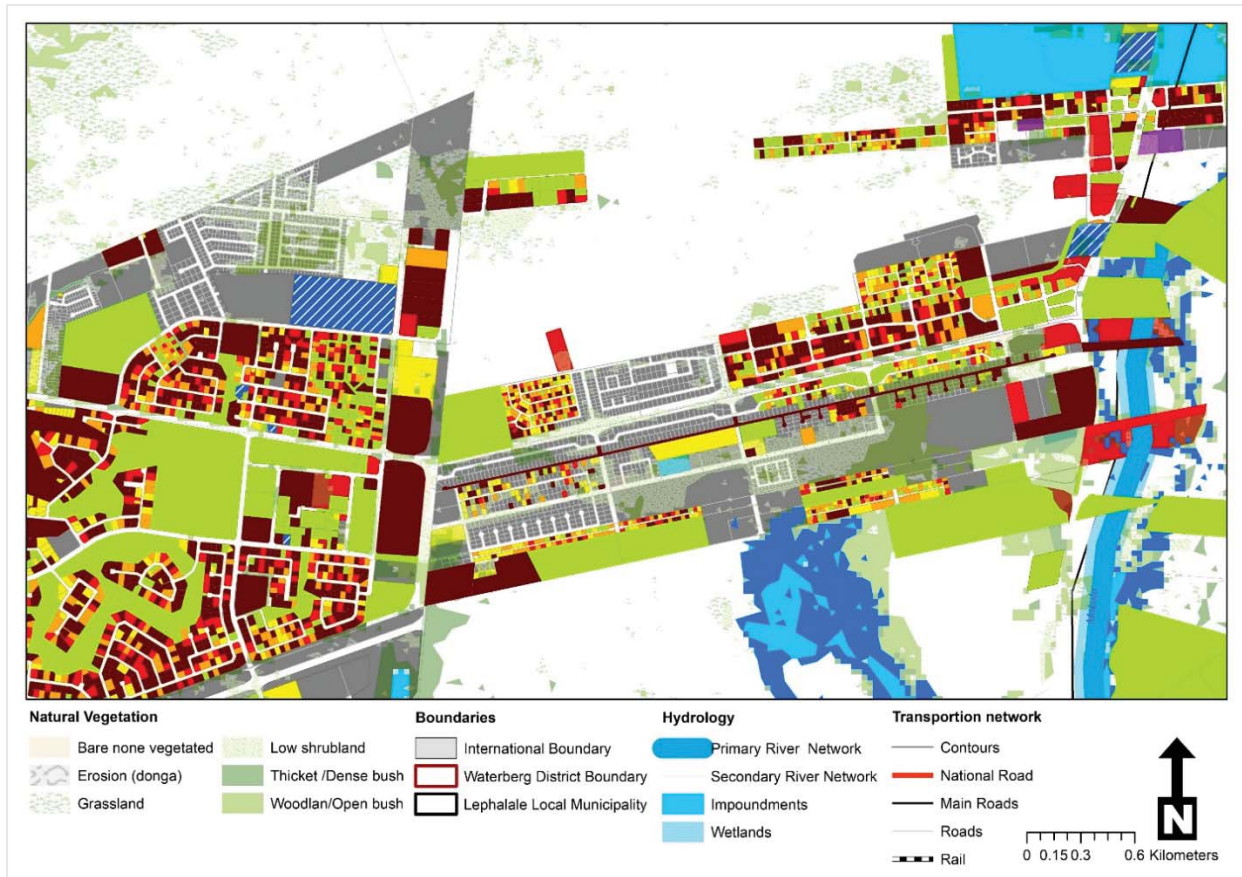 Natural Vegetation
Bare none vegetated
Erosion (donga)
Grassland
Low shrubland
Thicket /Dense bush
Woodlan/Open bush
Boundaries
International Boundary
Waterberg District Boundary
Lephalale Local Municipality
Hydrology
Primary River Network
Secondary River Network
Impoundments
Wetlands
Transportion network
Contours
National Road
Main Roads
Roads
Rail
N
0 0.15 0.3 0.6 Kilometers